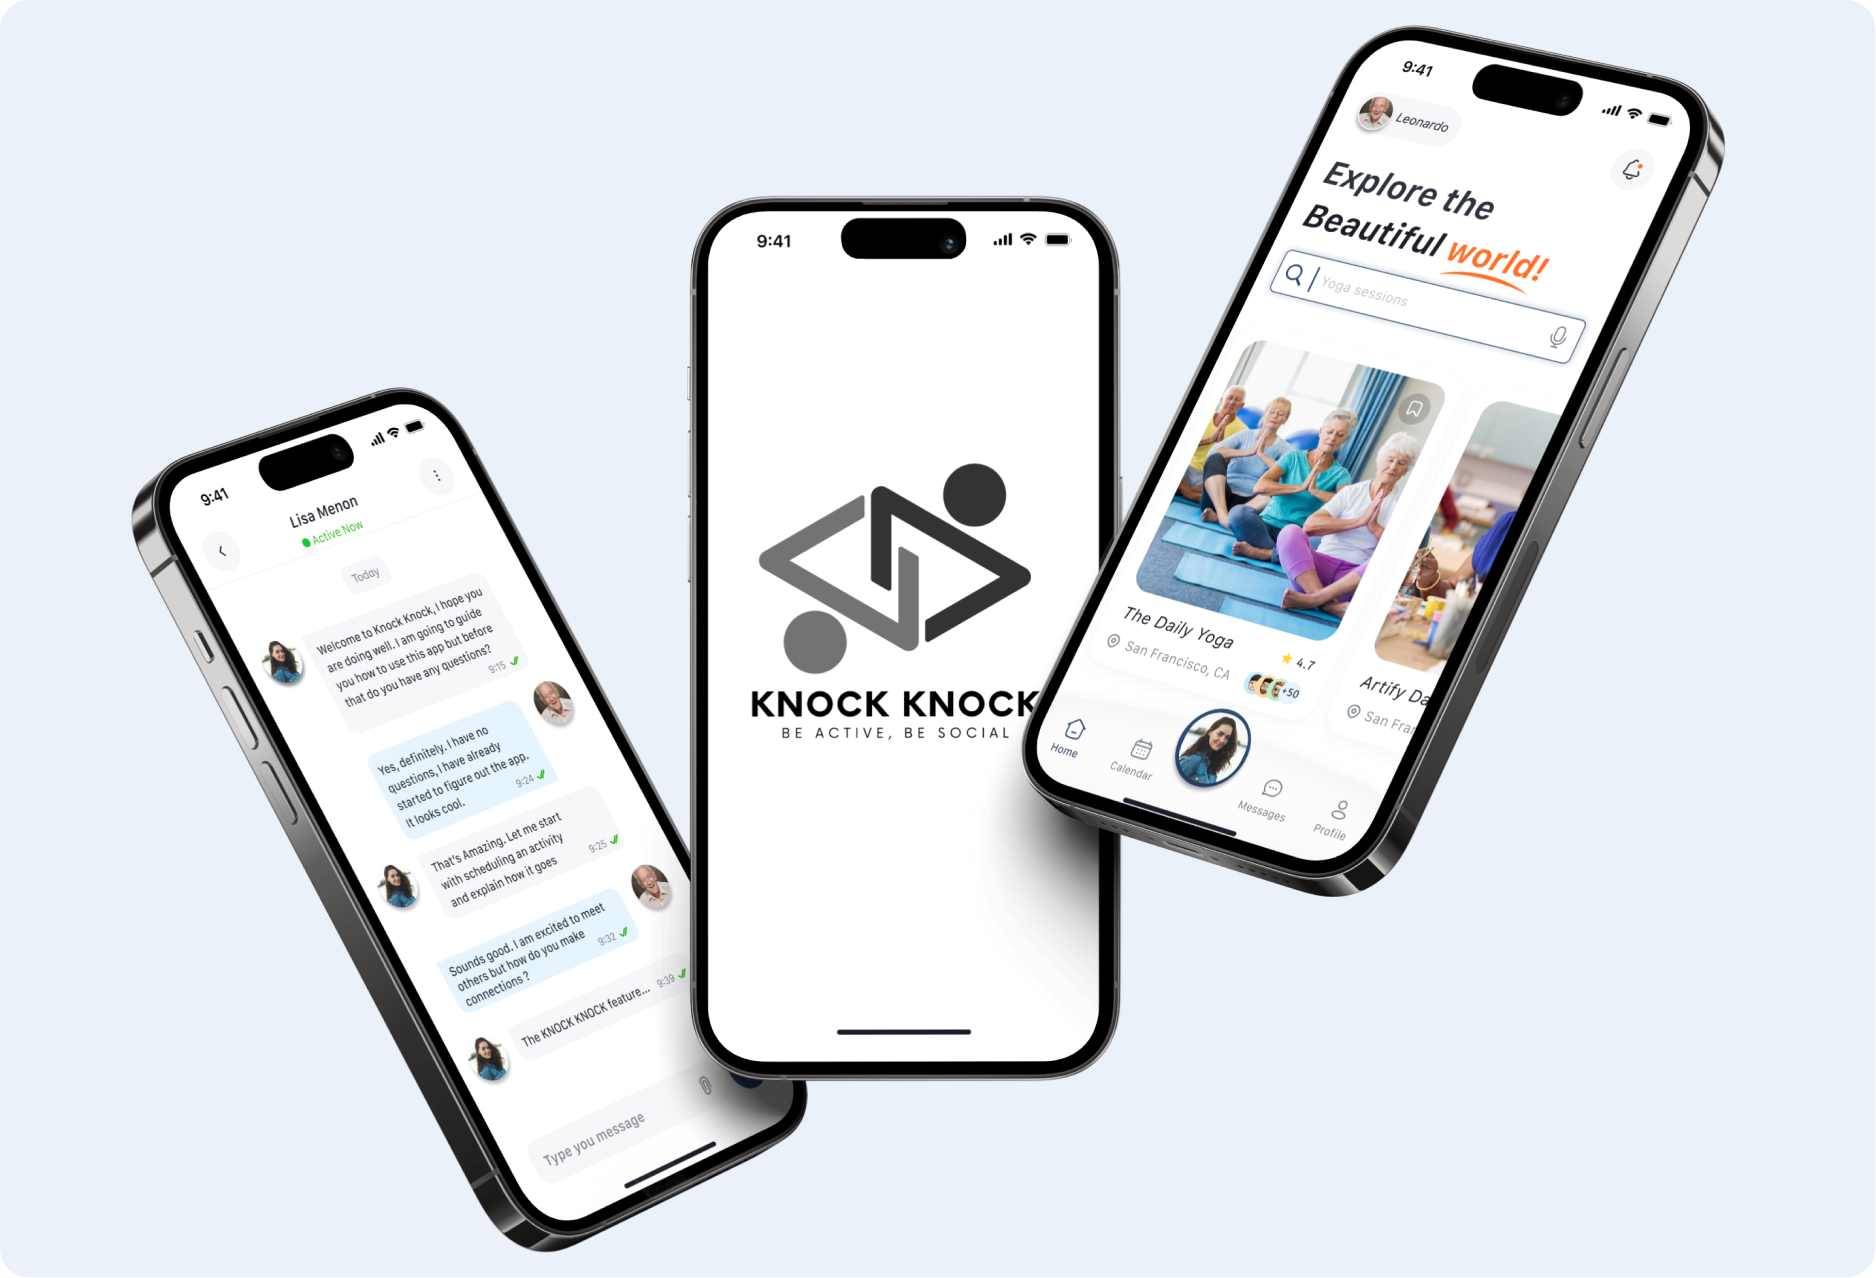 9:41
Lisa Menon
Active Now
Today
Welcome to Knock Knock, I hope you
are doing well. I am going to guide
you how to use this app but before
that do you have any questions?
9:15
Yes, definitely. I have no
questions, I have already
started to figure out the app.
It looks cool.
9:24
That's Amazing. Let me start
with scheduling an activity
and explain how it goes
9:25
Sounds good. I am excited to meet
others but how do you make
connections ?
9:32
The KNOCK KNOCK feature...
9:39
Type you message
9:41
KNOCK KNOCK
BE ACTIVE, BE SOCIAL
9:41
Leonardo
Explore the
Beautiful world!
Yoga sessions
The Daily Yoga
4.7
San Francisco, CA
+50
Artify Da
San Fra
Home
Calendar
Messages
Profile